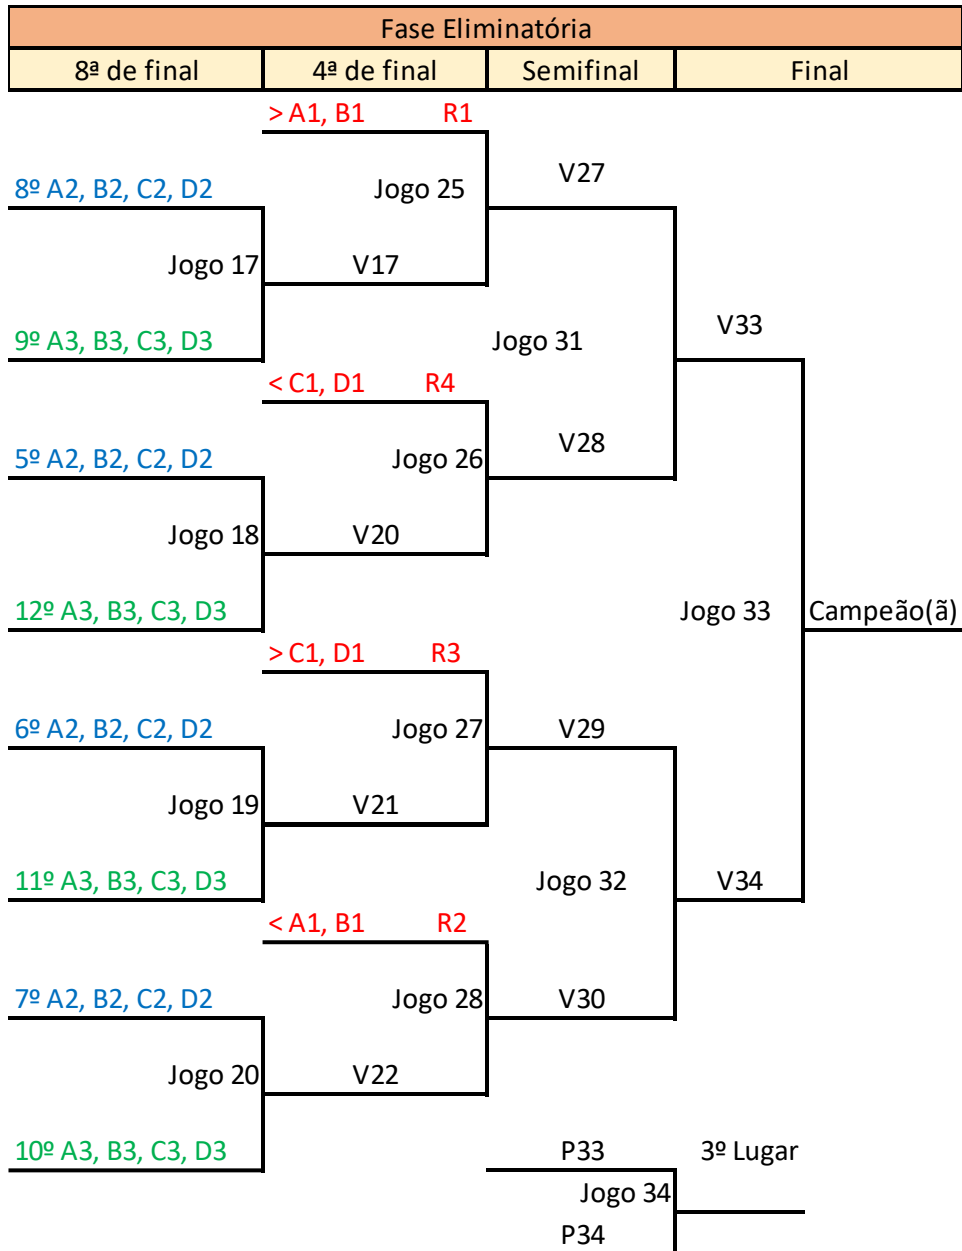 Fase Eliminatória
8ª de final 4ª de final Semifinal Final
> A1, B1 R1
V27
8º A2, B2, C2, D2 Jogo 25
Jogo 17 V17
V33
9º A3, B3, C3, D3 Jogo 31
< C1, D1 R4
V28
5º A2, B2, C2, D2 Jogo 26
Jogo 18 V20
12º A3, B3, C3, D3 Jogo 33 Campeão(ã)
> C1, D1 R3
6º A2, B2, C2, D2 Jogo 27 V29
Jogo 19 V21
11º A3, B3, C3, D3 Jogo 32 V34
< A1, B1 R2
7º A2, B2, C2, D2 Jogo 28 V30
Jogo 20 V22
10º A3, B3, C3, D3 P33 3º Lugar
Jogo 34
P34